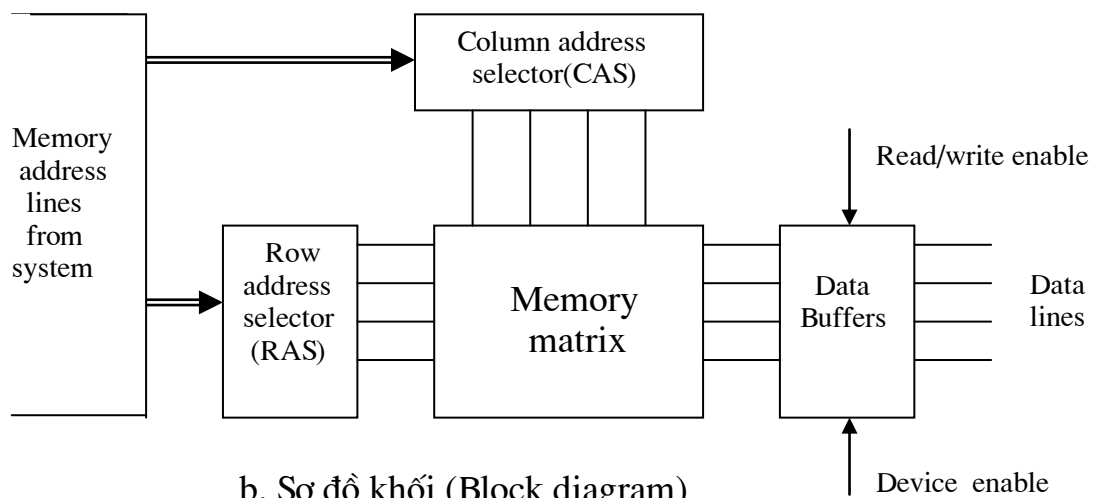 Column address
selector(CAS)
Memory
address
lines
from
system
Read/write enable
Row
address
selector
(RAS)
Memory
matrix
Data
Buffers
Data
lines
b. Sơ đồ khối (Block diagram)
Device enable